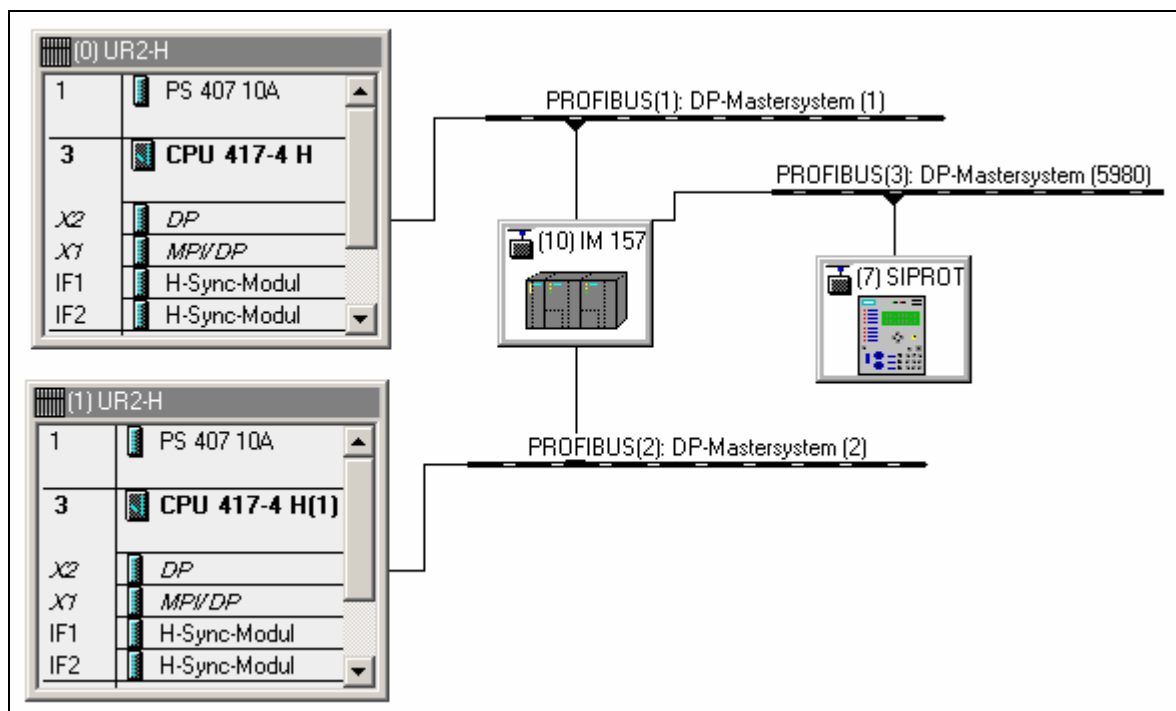 (0) UR2-H
1 PS 407 10A
3 CPU 417-4 H
X2 DP
X1 MPI/DP
IF1 H-Sync-Modul
IF2 H-Sync-Modul
PROFIBUS(1): DP-Mastersystem (1)
PROFIBUS(3): DP-Mastersystem (5980)
(10) IM 157
(7) SIPROT
(1) UR2-H
1 PS 407 10A
3 CPU 417-4 H(1)
X2 DP
X1 MPI/DP
IF1 H-Sync-Modul
IF2 H-Sync-Modul
PROFIBUS(2): DP-Mastersystem (2)